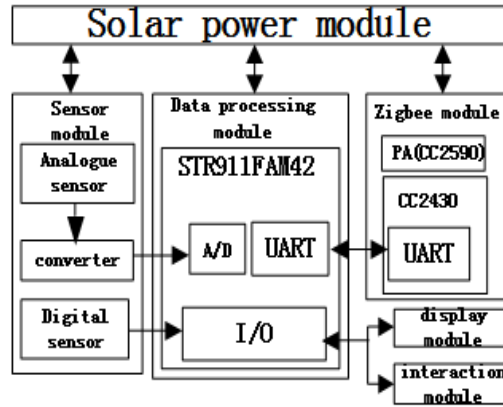 Solar power module
Sensor
module
Analogue
sensor
converter
Digital
sensor
Data processing
module
STR911FAM42
A/D
UART
I/O
Zigbee module
PA(CC2590)
CC2430
UART
display
module
interaction
module